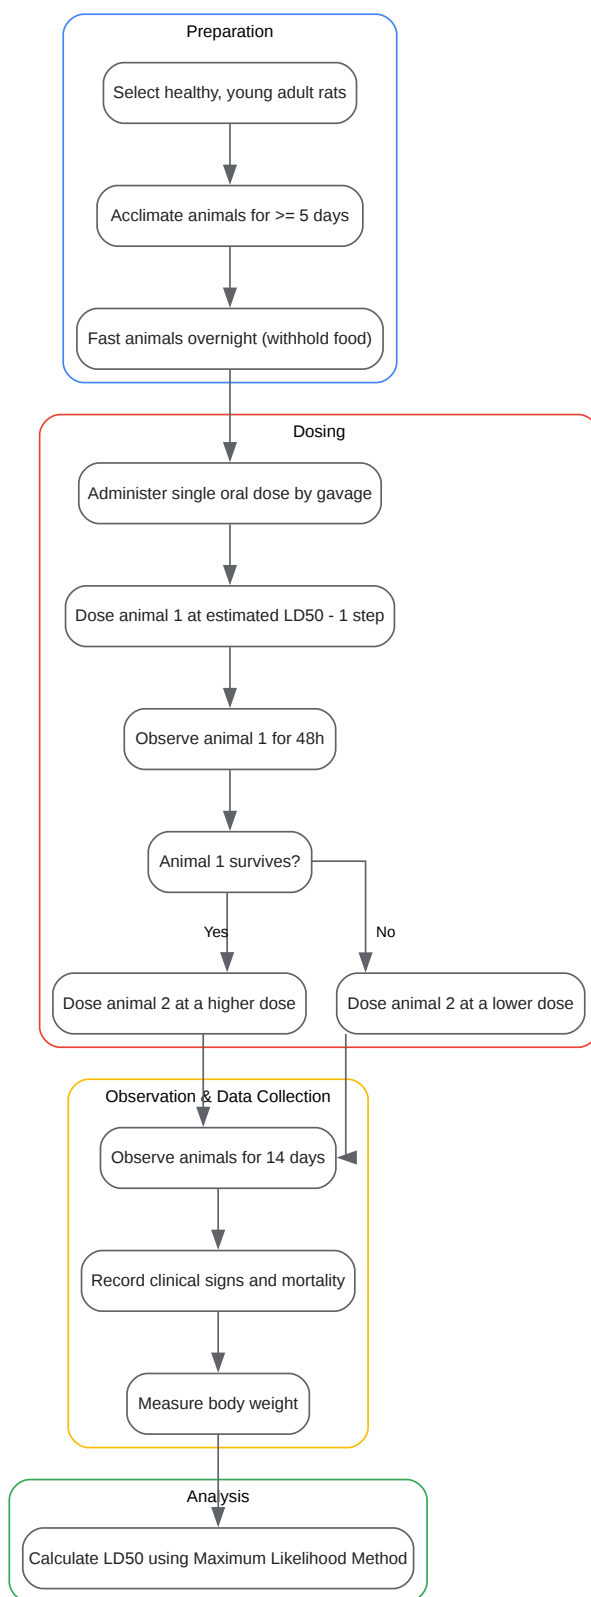 Preparation
Select healthy, young adult rats
Acclimate animals for >= 5 days
Fast animals overnight (withhold food)
Dosing
Administer single oral dose by gavage
Dose animal 1 at estimated LD50 - 1 step
Observe animal 1 for 48h
Animal 1 survives?
Yes
No
Dose animal 2 at a higher dose
Dose animal 2 at a lower dose
Observation & Data Collection
Observe animals for 14 days
Record clinical signs and mortality
Measure body weight
Analysis
Calculate LD50 using Maximum Likelihood Method